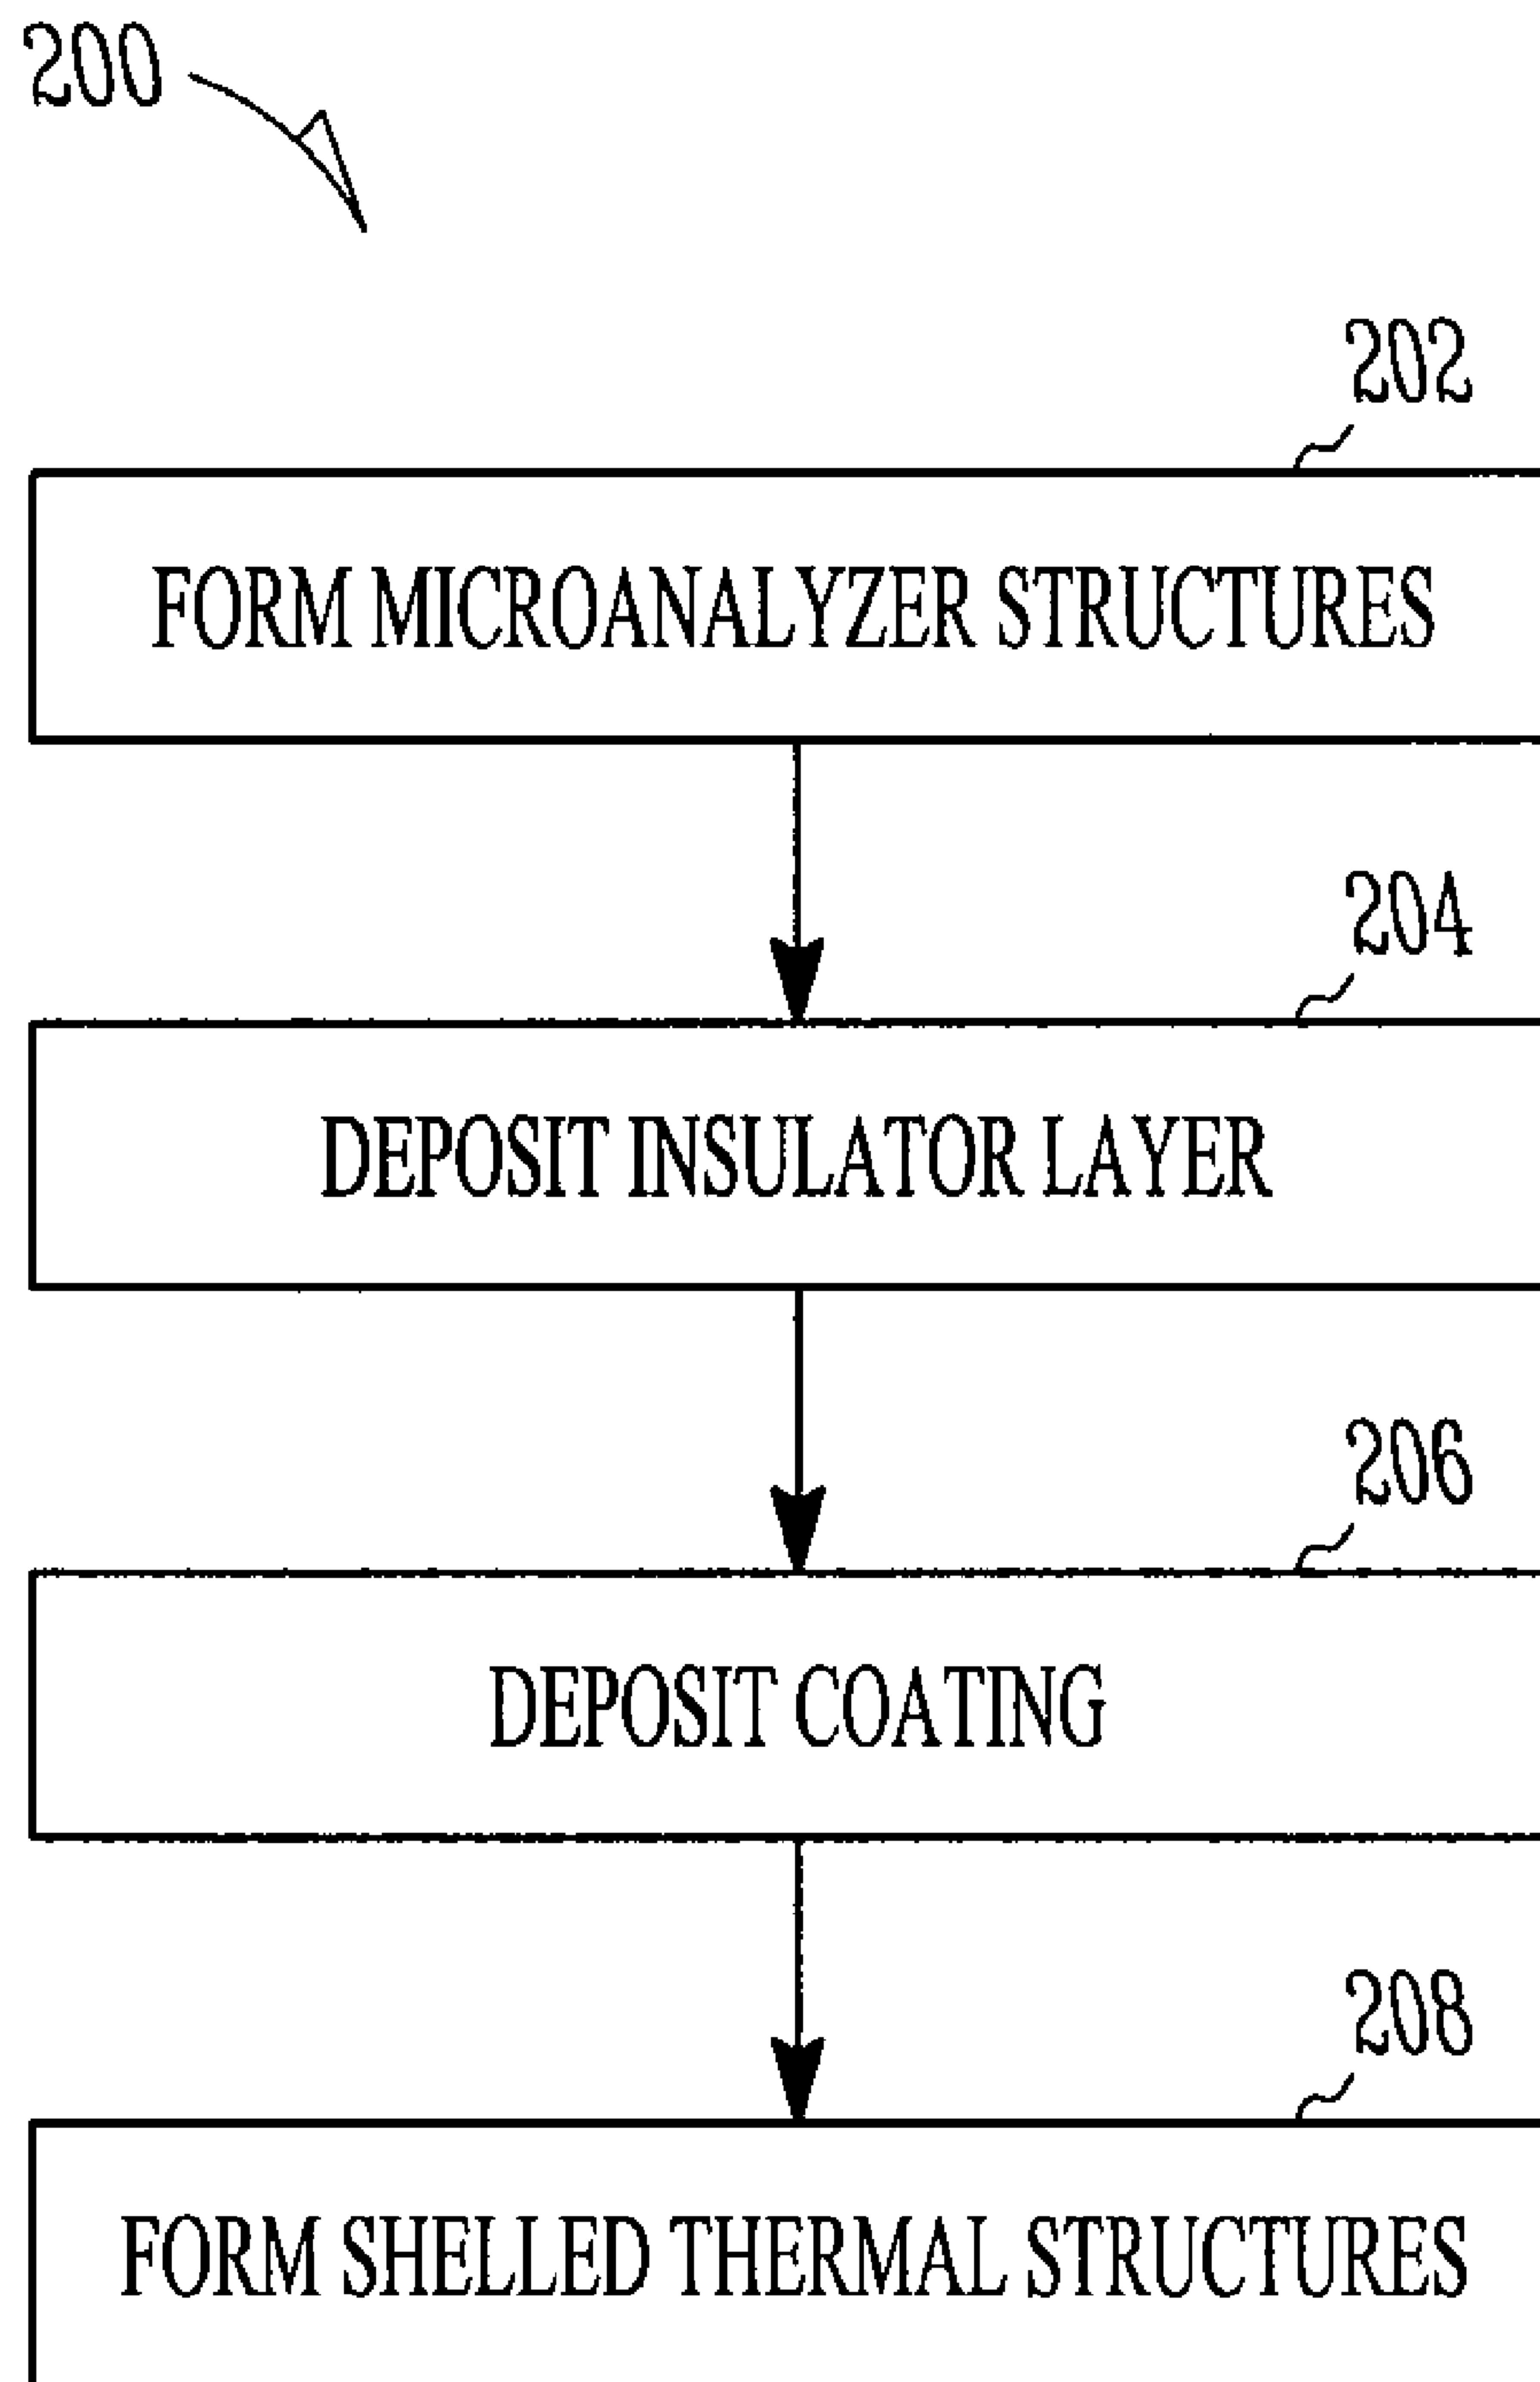 200
202
FORM MICROANALYZER STRUCTURES
204
DEPOSIT INSULATOR LAYER
206
DEPOSIT COATING
208
FORM SHELLED THERMAL STRUCTURES